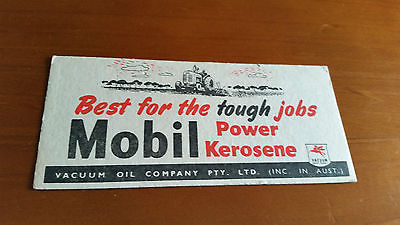 Best for the tough jobs
Mobil Power
Kerosene
VACUUM
VACUUM OIL COMPANY PTY. LTD. (INC. IN AUST.)